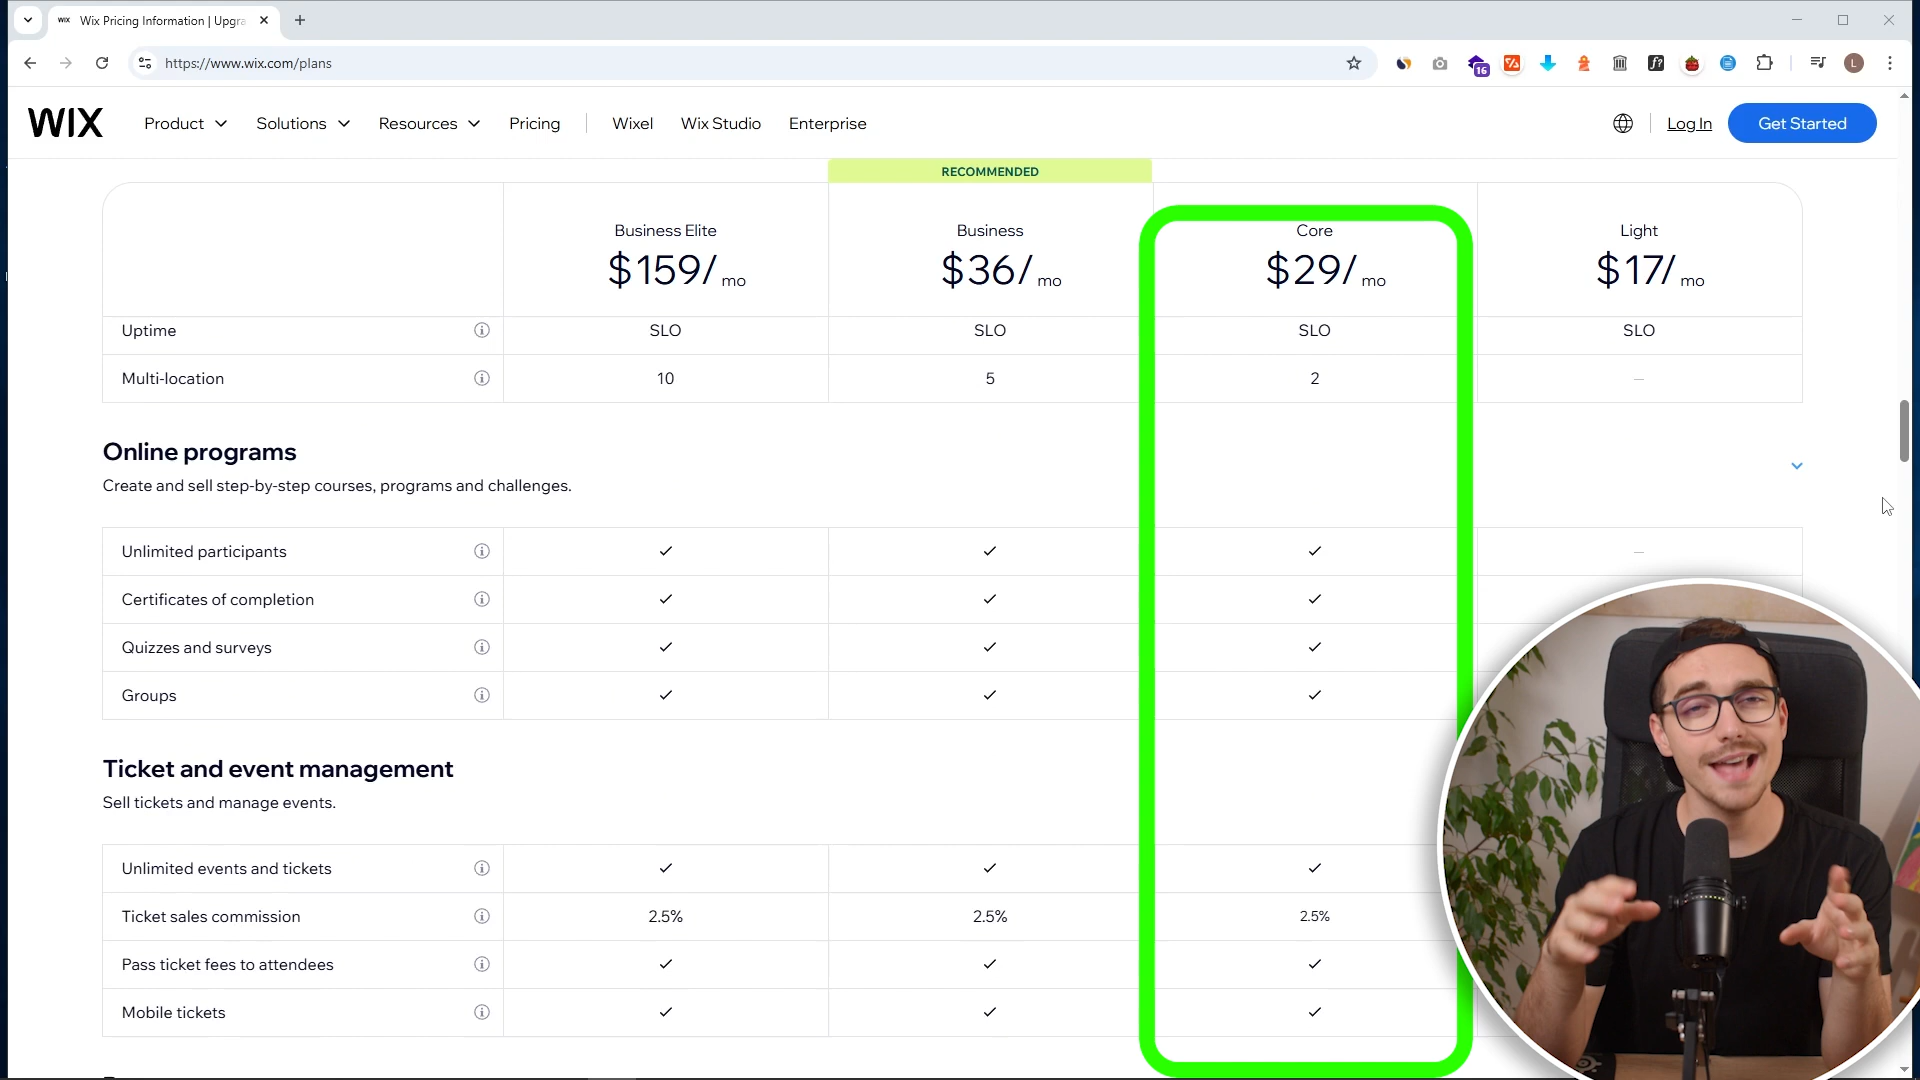 WIX Wix Pricing Information | Upgra
https://www.wix.com/plans
16
f?
L
WIX Product Solutions Resources Pricing Wixel Wix Studio Enterprise Log In Get Started
RECOMMENDED
Business Elite Business Core Light
$159/ mo $36/ mo $29/ mo $17/ mo
Uptime SLO SLO SLO SLO
Multi-location 10 5 2 –
Online programs
Create and sell step-by-step courses, programs and challenges.
Unlimited participants ✓ ✓ ✓ –
Certificates of completion ✓ ✓ ✓
Quizzes and surveys ✓ ✓ ✓
Groups ✓ ✓ ✓
Ticket and event management
Sell tickets and manage events.
Unlimited events and tickets ✓ ✓ ✓
Ticket sales commission 2.5% 2.5% 2.5%
Pass ticket fees to attendees ✓ ✓ ✓
Mobile tickets ✓ ✓ ✓